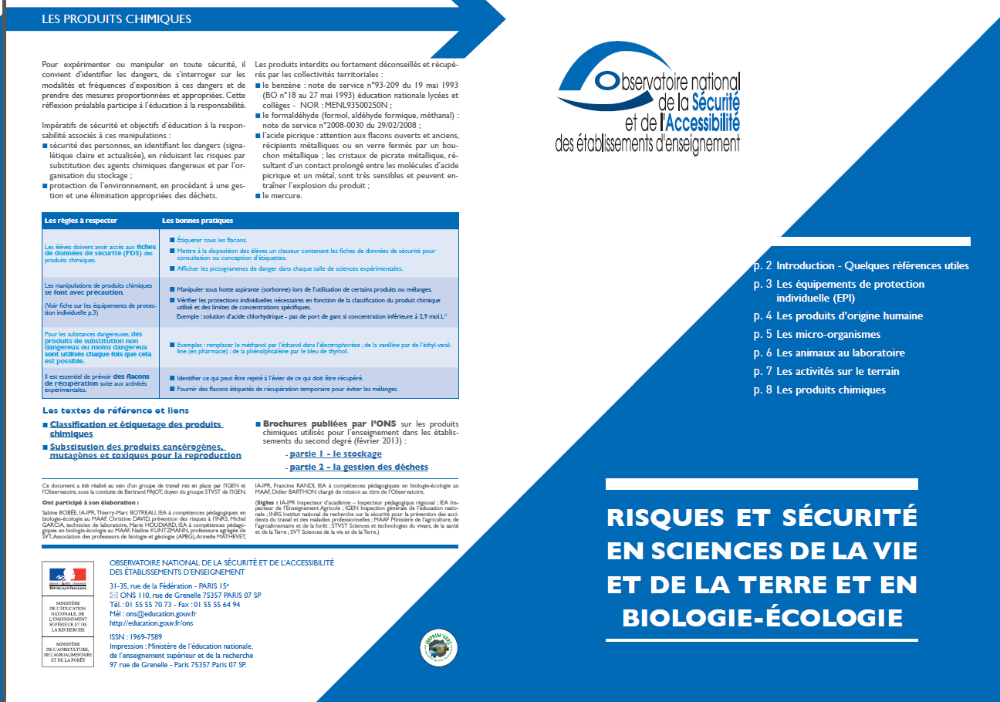 LES PRODUITS CHIMIQUES
Pour expérimenter ou manipuler en toute sécurité, il
convient d'identifier les dangers, de s'interroger sur les
modalités et fréquences d'exposition à ces dangers et de
prendre des mesures proportionnées et appropriées. Cette
réflexion préalable participe à l'éducation à la responsabilité.
Impératifs de sécurité et objectifs d'éducation à la respon-
sabilité associés à ces manipulations :
■ sécurité des personnes, en identifiant les dangers (signa-
létique claire et actualisée), en réduisant les risques par
substitution des agents chimiques dangereux et par l'or-
ganisation du stockage ;
■ protection de l'environnement, en procédant à une ges-
tion et une élimination appropriées des déchets.
Les produits interdits ou fortement déconseillés et récupé-
rés par les collectivités territoriales :
■ le benzène : note de service n°93-209 du 19 mai 1993
(BO n°18 au 27 mai 1993) éducation nationale lycées et
collèges - NOR : MENL93500250N ;
■ le formaldéhyde (formol, aldéhyde formique, méthanal) :
note de service n°2008-0030 du 29/02/2008 ;
■ l'acide picrique : attention aux flacons ouverts et anciens,
récipients métalliques ou en verre fermés par un bou-
chon métallique ; les cristaux de picrate métallique, ré-
sultant d'un contact prolongé entre les molécules d'acide
picrique et un métal, sont très sensibles et peuvent en-
traîner l'explosion du produit ;
■ le mercure.
Les règles à respecter
Les bonnes pratiques
Les élèves doivent avoir accès aux fiches
de données de sécurité (FDS) des
produits chimiques.
■ Étiqueter tous les flacons.
■ Mettre à la disposition des élèves un classeur contenant les fiches de données de sécurité pour
consultation ou conception d'étiquettes.
■ Afficher les pictogrammes de danger dans chaque salle de sciences expérimentales.
Les manipulations de produits chimiques
se font avec précaution.
(Voir fiche sur les équipements de protec-
tion individuelle p.3)
■ Manipuler sous hotte aspirante (sorbonne) lors de l'utilisation de certains produits ou mélanges.
■ Vérifier les protections individuelles nécessaires en fonction de la classification du produit chimique
utilisé et des limites de concentrations spécifiques.
Exemple : solution d'acide chlorhydrique - pas de port de gant si concentration inférieure à 2,9 mol.L⁻¹
Pour les substances dangereuses, des
produits de substitution non
dangereux ou moins dangereux
sont utilisés chaque fois que cela
est possible.
■ Exemples : remplacer le méthanol par l'éthanol dans l'électrophorèse ; de la vanilline par de l'éthyl-vanil-
line (en pharmacie) ; de la phénolphtaléine par le bleu de thymol.
Il est essentiel de prévoir des flacons
de récupération suite aux activités
expérimentales.
■ Identifier ce qui peut être rejeté à l'évier de ce qui doit être récupéré.
■ Fournir des flacons étiquetés de récupération temporaire pour éviter les mélanges.
Les textes de référence et liens
■ Classification et étiquetage des produits
chimiques
■ Substitution des produits cancérogènes,
mutagènes et toxiques pour la reproduction
■ Brochures publiées par l'ONS sur les produits
chimiques utilisés pour l'enseignement dans les établis-
sements du second degré (février 2013) :
- partie 1 - le stockage
- partie 2 - la gestion des déchets
Ce document a été réalisé au sein d'un groupe de travail mis en place par l'IGEN et
l'Observatoire, sous la conduite de Bertrand PAJOT, doyen du groupe STVST de l'IGEN.
Ont participé à son élaboration :
Sabine BOBÉE, IA-IPR, Thierry-Marc BOTREAU, IEA à compétences pédagogiques en
biologie-écologie au MAAF, Christine DAVID, prévention des risques à l'INRS, Michel
GARCIA, technicien de laboratoire, Marie HOUDIARD, IEA à compétences pédago-
giques en biologie-écologie au MAAF, Nadine KUNTZMANN, professeure agrégée de
SVT, Association des professeurs de biologie et géologie (APBG), Armelle MATHEVET,
IA-IPR, Francine RANDI, IEA à compétences pédagogiques en biologie-écologie au
MAAF, Didier BARTHON chargé de mission au titre de l'Observatoire.
(Sigles : IA-IPR Inspecteur d'académie – Inspecteur pédagogique régional ; IEA Ins-
pecteur de l'Enseignement Agricole ; IGEN Inspection générale de l'éducation natio-
nale ; INRS Institut national de recherche sur la sécurité pour la prévention des acci-
dents du travail et des maladies professionnelles ; MAAF Ministère de l'agriculture, de
l'agroalimentaire et de la forêt ; STVST Sciences et technologies du vivant, de la santé
et de la Terre ; SVT Sciences de la vie et de la Terre.)
Liberté • Égalité • Fraternité
RÉPUBLIQUE FRANÇAISE
MINISTÈRE
DE L'ÉDUCATION
NATIONALE, DE
L'ENSEIGNEMENT
SUPÉRIEUR ET DE
LA RECHERCHE
MINISTÈRE
DE L'AGRICULTURE,
DE L'AGROALIMENTAIRE
ET DE LA FORÊT
OBSERVATOIRE NATIONAL DE LA SÉCURITÉ ET DE L'ACCESSIBILITÉ
DES ÉTABLISSEMENTS D'ENSEIGNEMENT
31-35, rue de la Fédération - PARIS 15ᵉ
ONS 110, rue de Grenelle 75357 PARIS 07 SP
Tél. : 01 55 55 70 73 - Fax : 01 55 55 64 94
Mél : ons@education.gouv.fr
http://education.gouv.fr/ons
ISSN : 1969-7589
Impression : Ministère de l'éducation nationale,
de l'enseignement supérieur et de la recherche
97 rue de Grenelle - Paris 75357 Paris 07 SP.
IMPRIM'VERT
Observatoire national
de la Sécurité
et de l'Accessibilité
des établissements d'enseignement
p. 2 Introduction - Quelques références utiles
p. 3 Les équipements de protection
individuelle (EPI)
p. 4 Les produits d'origine humaine
p. 5 Les micro-organismes
p. 6 Les animaux au laboratoire
p. 7 Les activités sur le terrain
p. 8 Les produits chimiques
RISQUES ET SÉCURITÉ
EN SCIENCES DE LA VIE
ET DE LA TERRE ET EN
BIOLOGIE-ÉCOLOGIE